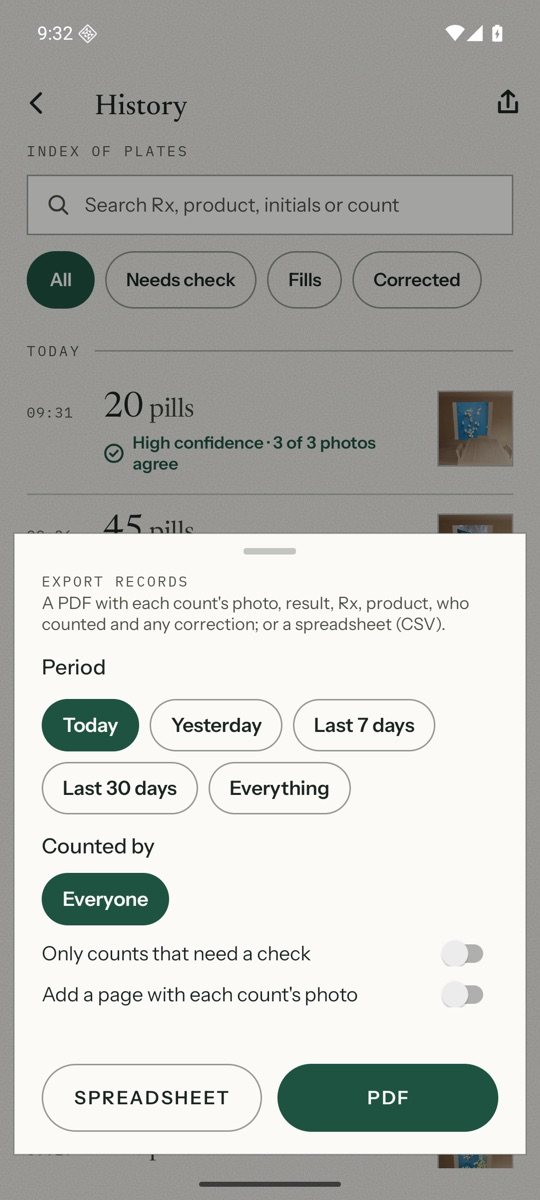 9:32
History
INDEX OF PLATES
Search Rx, product, initials or count
All
Needs check
Fills
Corrected
TODAY
09:31
20 pills
High confidence · 3 of 3 photos
agree
45 pills
EXPORT RECORDS
A PDF with each count's photo, result, Rx, product, who
counted and any correction; or a spreadsheet (CSV).
Period
Today
Yesterday
Last 7 days
Last 30 days
Everything
Counted by
Everyone
Only counts that need a check
Add a page with each count's photo
SPREADSHEET
PDF